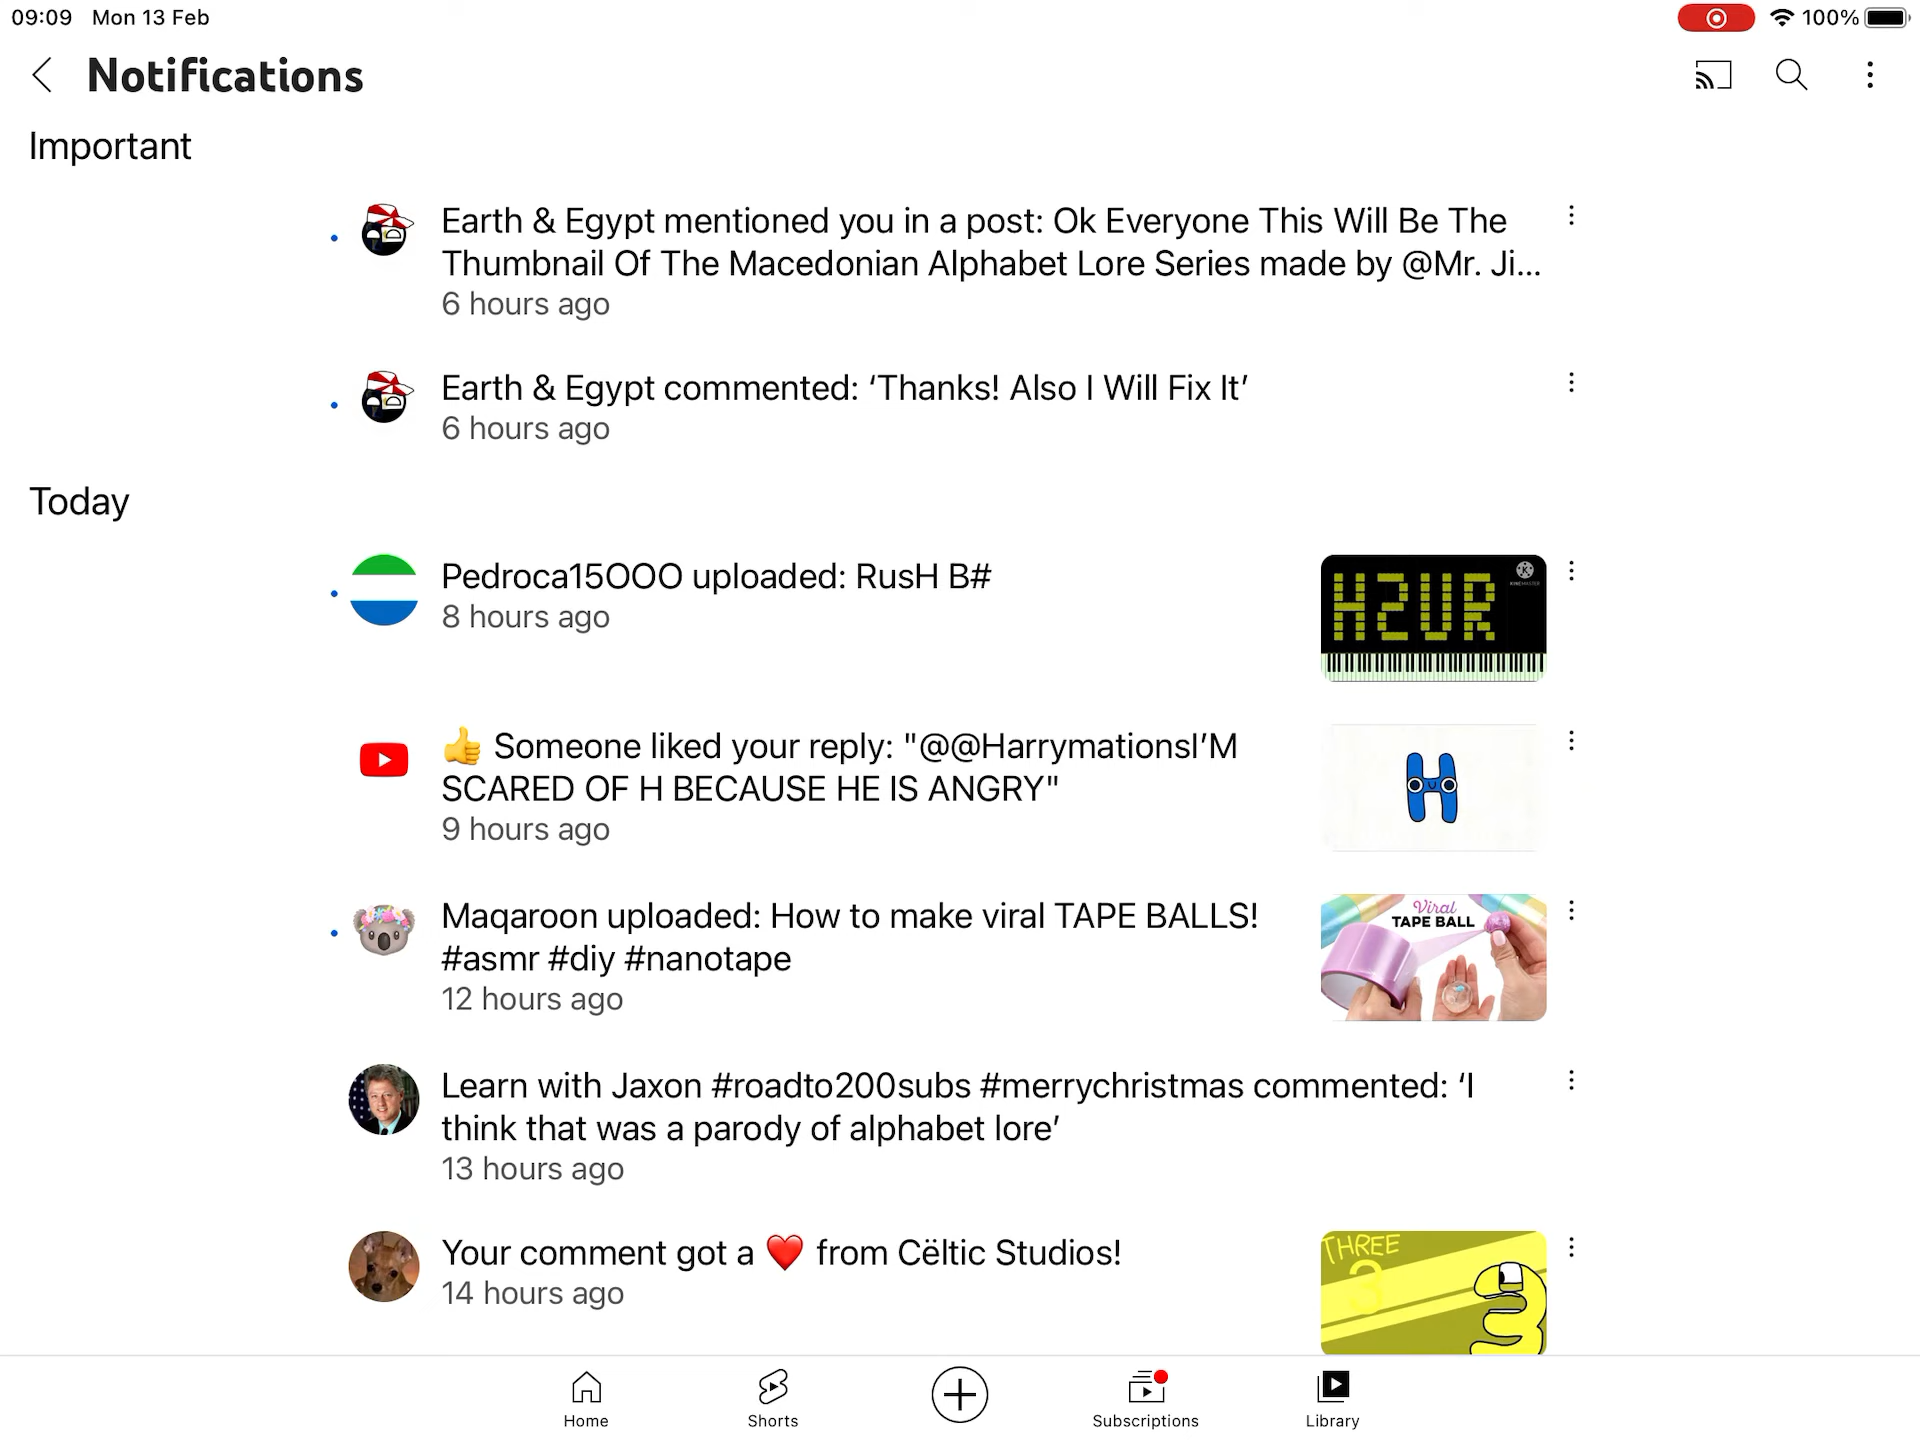 09:09 Mon 13 Feb 100%
Notifications
Important
Earth & Egypt mentioned you in a post: Ok Everyone This Will Be The
Thumbnail Of The Macedonian Alphabet Lore Series made by @Mr. Ji...
6 hours ago
Earth & Egypt commented: ‘Thanks! Also I Will Fix It’
6 hours ago
Today
Pedroca15OOO uploaded: RusH B#
8 hours ago
H2UR
KINEMASTER
👍 Someone liked your reply: "@@HarrymationsI’M
SCARED OF H BECAUSE HE IS ANGRY"
9 hours ago
H
Maqaroon uploaded: How to make viral TAPE BALLS!
#asmr #diy #nanotape
12 hours ago
Viral
TAPE BALL
Learn with Jaxon #roadto200subs #merrychristmas commented: ‘I
think that was a parody of alphabet lore’
13 hours ago
Your comment got a ❤️ from Cëltic Studios!
14 hours ago
THREE
3
3
Home Shorts Subscriptions Library